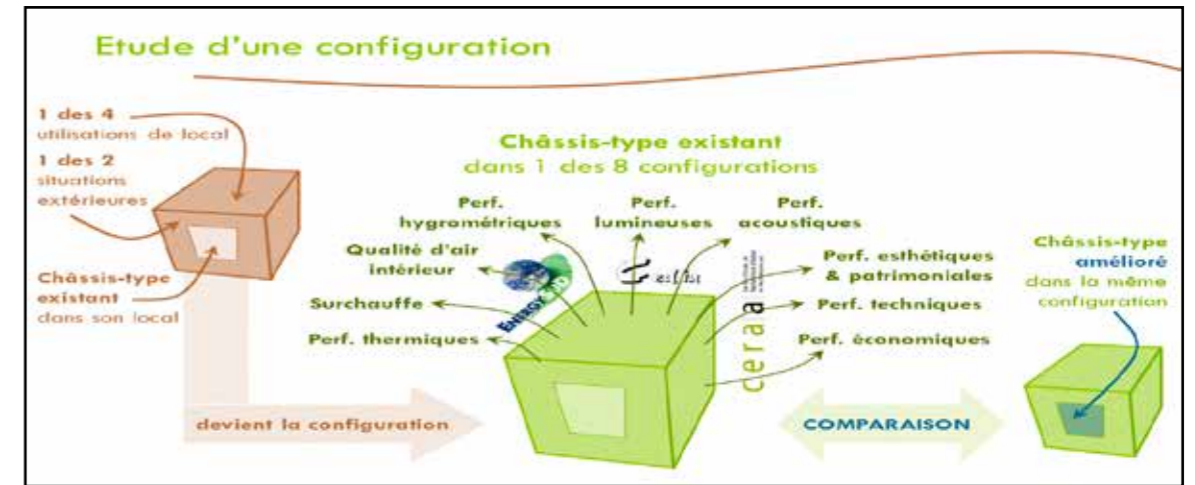 Etude d'une configuration
1 des 4
utilisations de local
1 des 2
situations
extérieures
Châssis-type
existant
dans son local
devient la configuration
Châssis-type existant
dans 1 des 8 configurations
Perf.
hygrométriques
Perf.
lumineuses
Perf.
acoustiques
Qualité d'air
intérieur
Surchauffe
Perf. thermiques
Perf. esthétiques
& patrimoniales
Perf. techniques
Perf. économiques
ENERGY
ceraa
COMPARAISON
Châssis-type
amélioré
dans la même
configuration